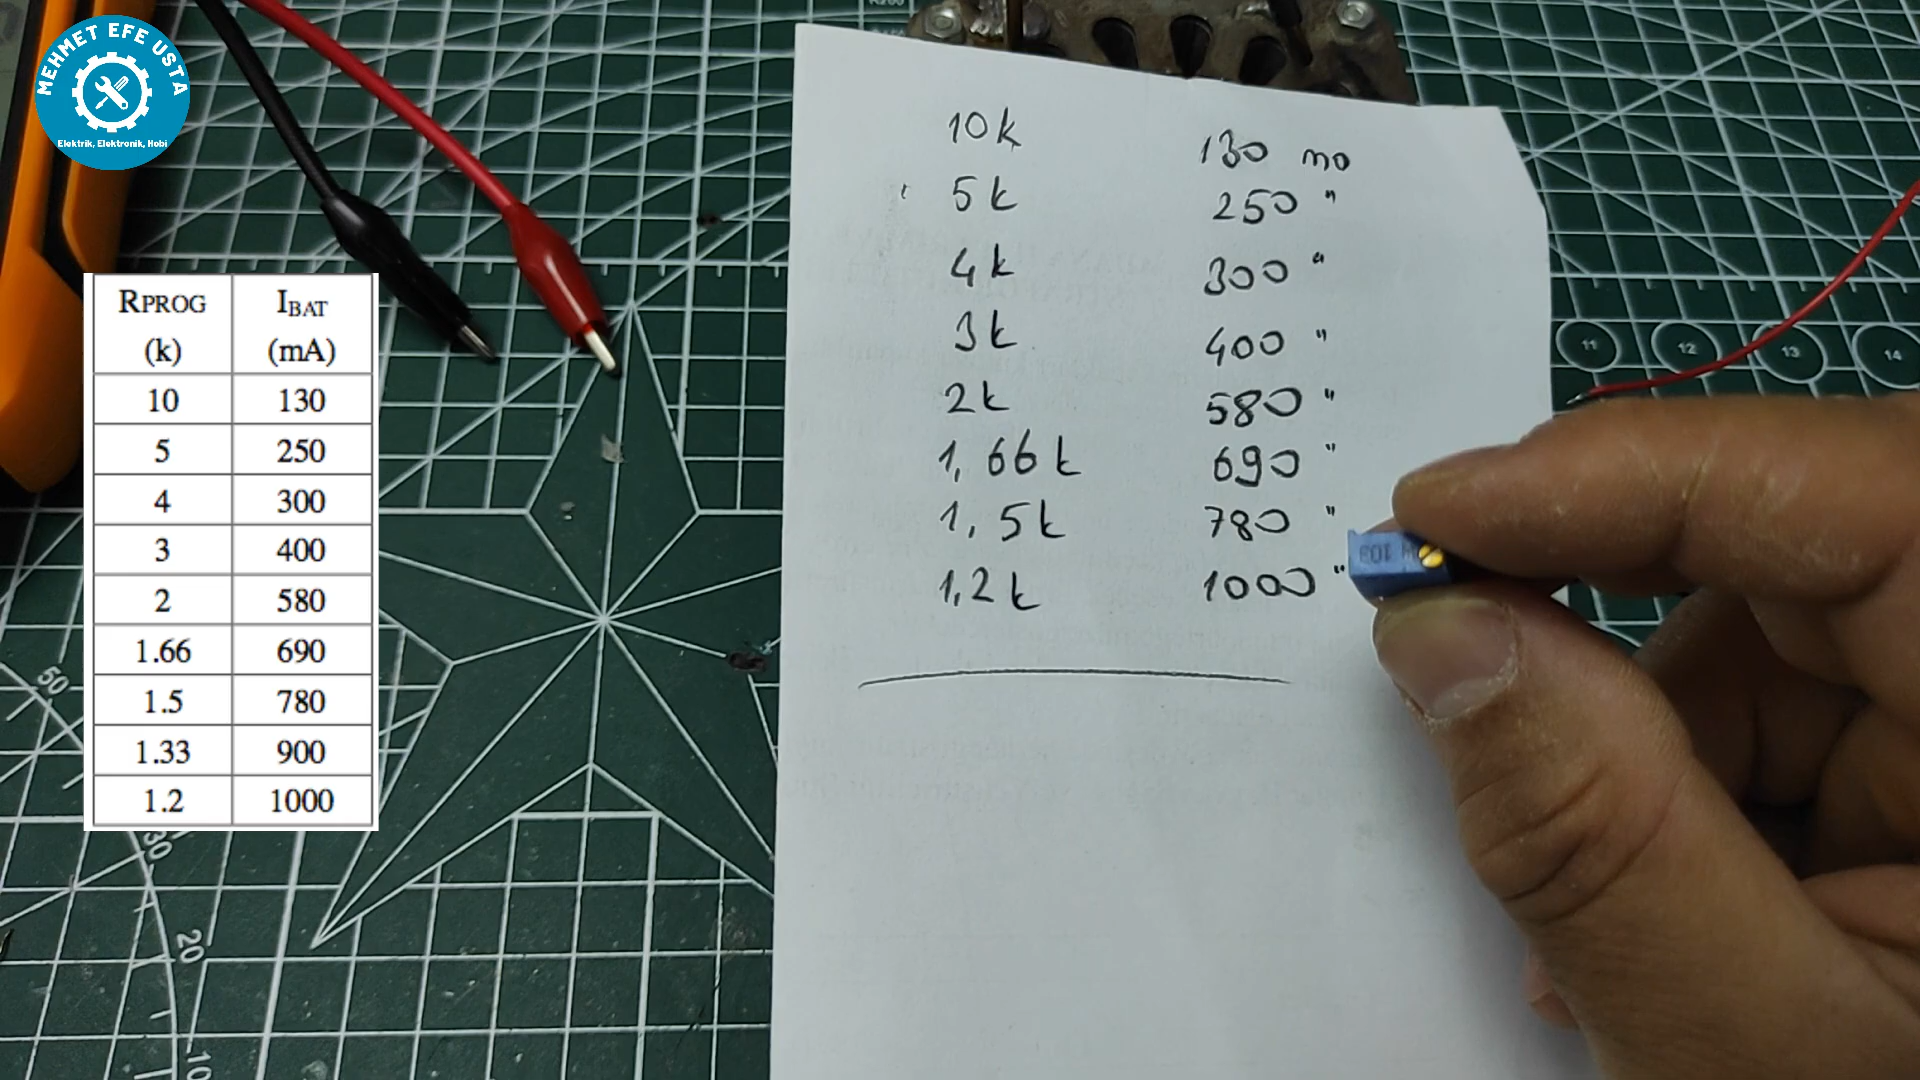 MEHMET EFE USTA
Elektrik, Elektronik, Hobi
RPROG IBAT
(k) (mA)
10 130
5 250
4 300
3 400
2 580
1.66 690
1.5 780
1.33 900
1.2 1000
10k 130 ma
5k 250 "
4k 300 "
3k 400 "
2k 580 "
1,66k 690 "
1,5k 780 "
1,2k 1000 "
103
11 12 13 14
50
30
20
10